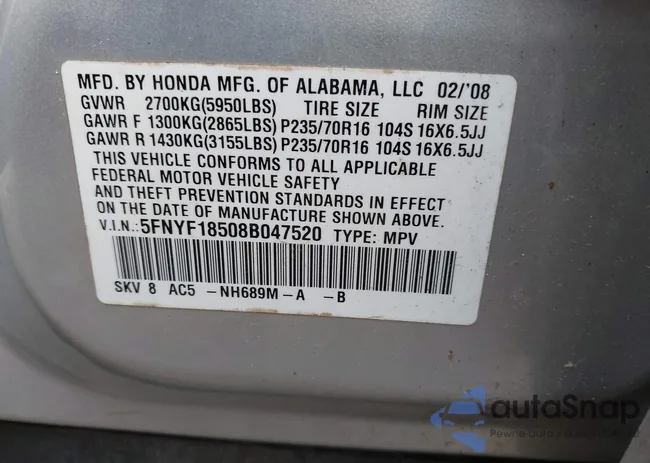 MFD. BY HONDA MFG. OF ALABAMA, LLC 02/'08
GVWR 2700KG(5950LBS) TIRE SIZE RIM SIZE
GAWR F 1300KG(2865LBS) P235/70R16 104S 16X6.5JJ
GAWR R 1430KG(3155LBS) P235/70R16 104S 16X6.5JJ
THIS VEHICLE CONFORMS TO ALL APPLICABLE
FEDERAL MOTOR VEHICLE SAFETY
AND THEFT PREVENTION STANDARDS IN EFFECT
ON THE DATE OF MANUFACTURE SHOWN ABOVE.
V.I.N.: 5FNYF18508B047520 TYPE: MPV
SKV 8 AC5 -NH689M-A -B
autoSnap
Pewne auto z